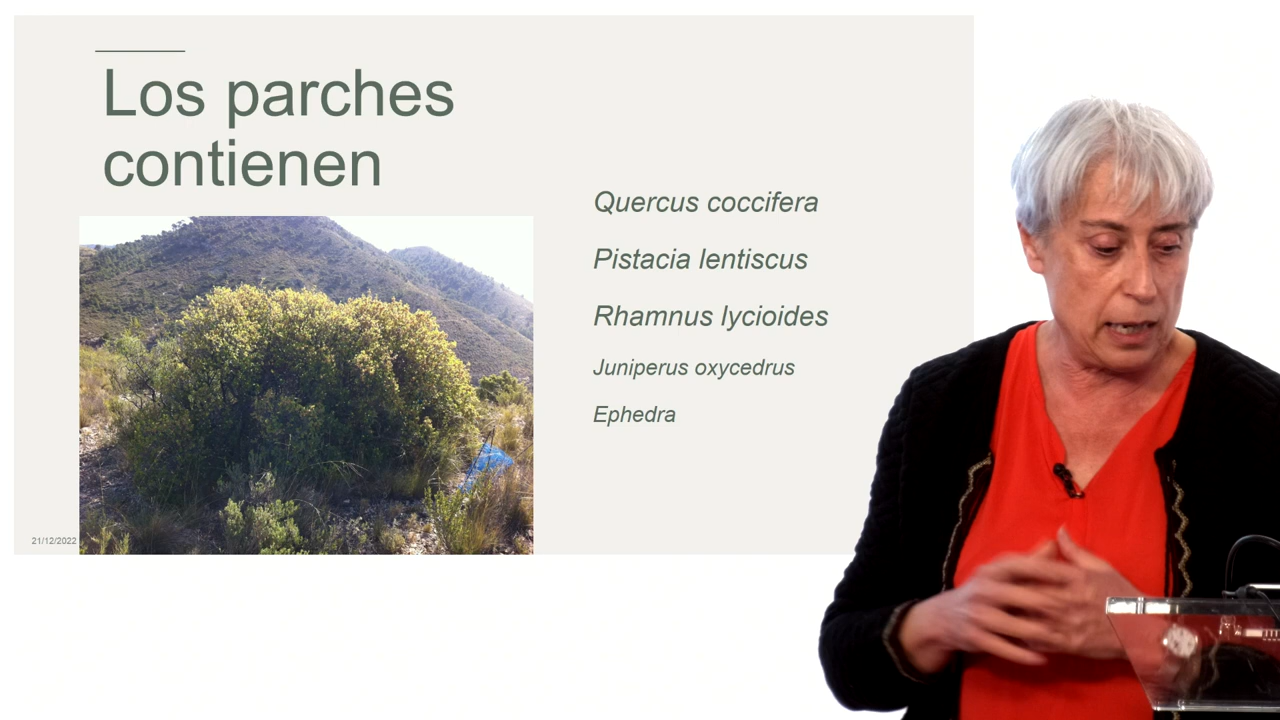 Los parches
contienen
Quercus coccifera
Pistacia lentiscus
Rhamnus lycioides
Juniperus oxycedrus
Ephedra
21/12/2022